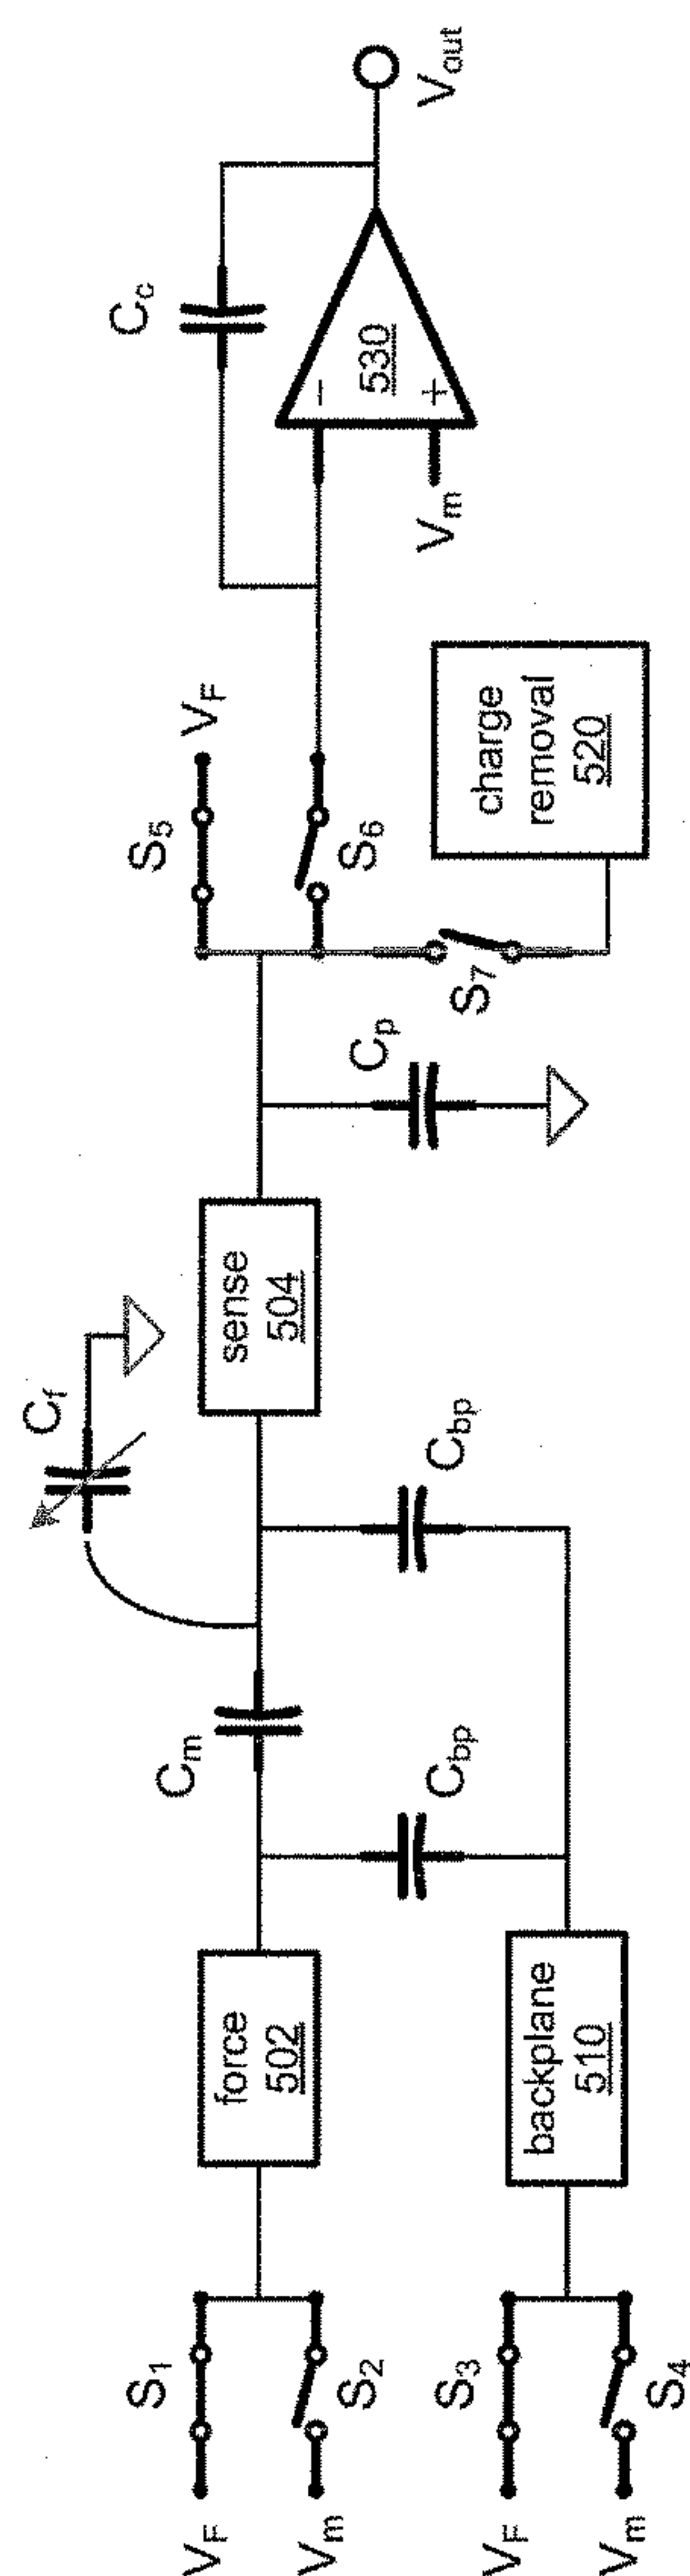 V_F
S_1
V_m
S_2
V_F
S_3
V_m
S_4
force
502
backplane
510
C_m
C_bp
C_bp
C_f
sense
504
C_p
S_5
V_F
S_6
S_7
charge
removal
520
C_c
530
−
+
V_m
V_out